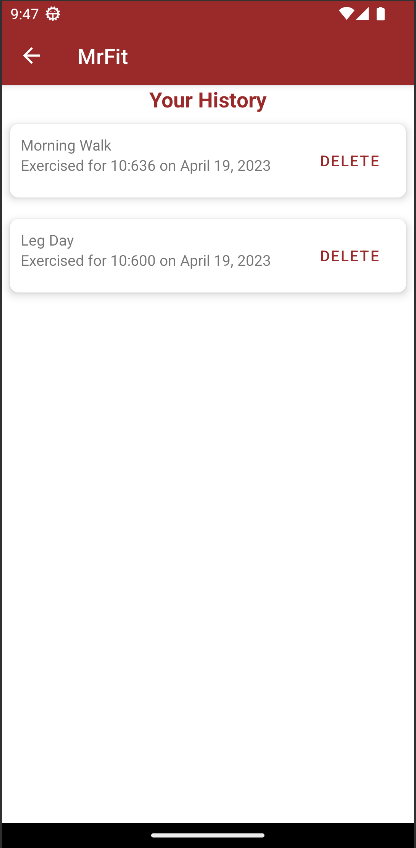 9:47
MrFit
Your History
Morning Walk
Exercised for 10:636 on April 19, 2023
DELETE
Leg Day
Exercised for 10:600 on April 19, 2023
DELETE